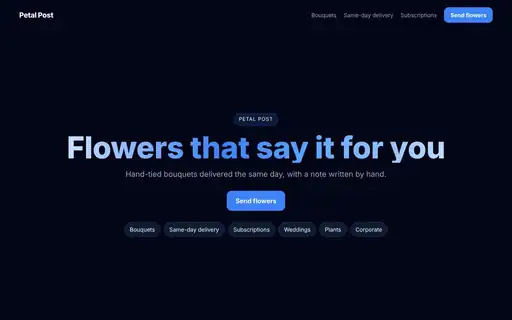 Petal Post
Bouquets Same-day delivery Subscriptions Send flowers
PETAL POST
Flowers that say it for you
Hand-tied bouquets delivered the same day, with a note written by hand.
Send flowers
Bouquets Same-day delivery Subscriptions Weddings Plants Corporate